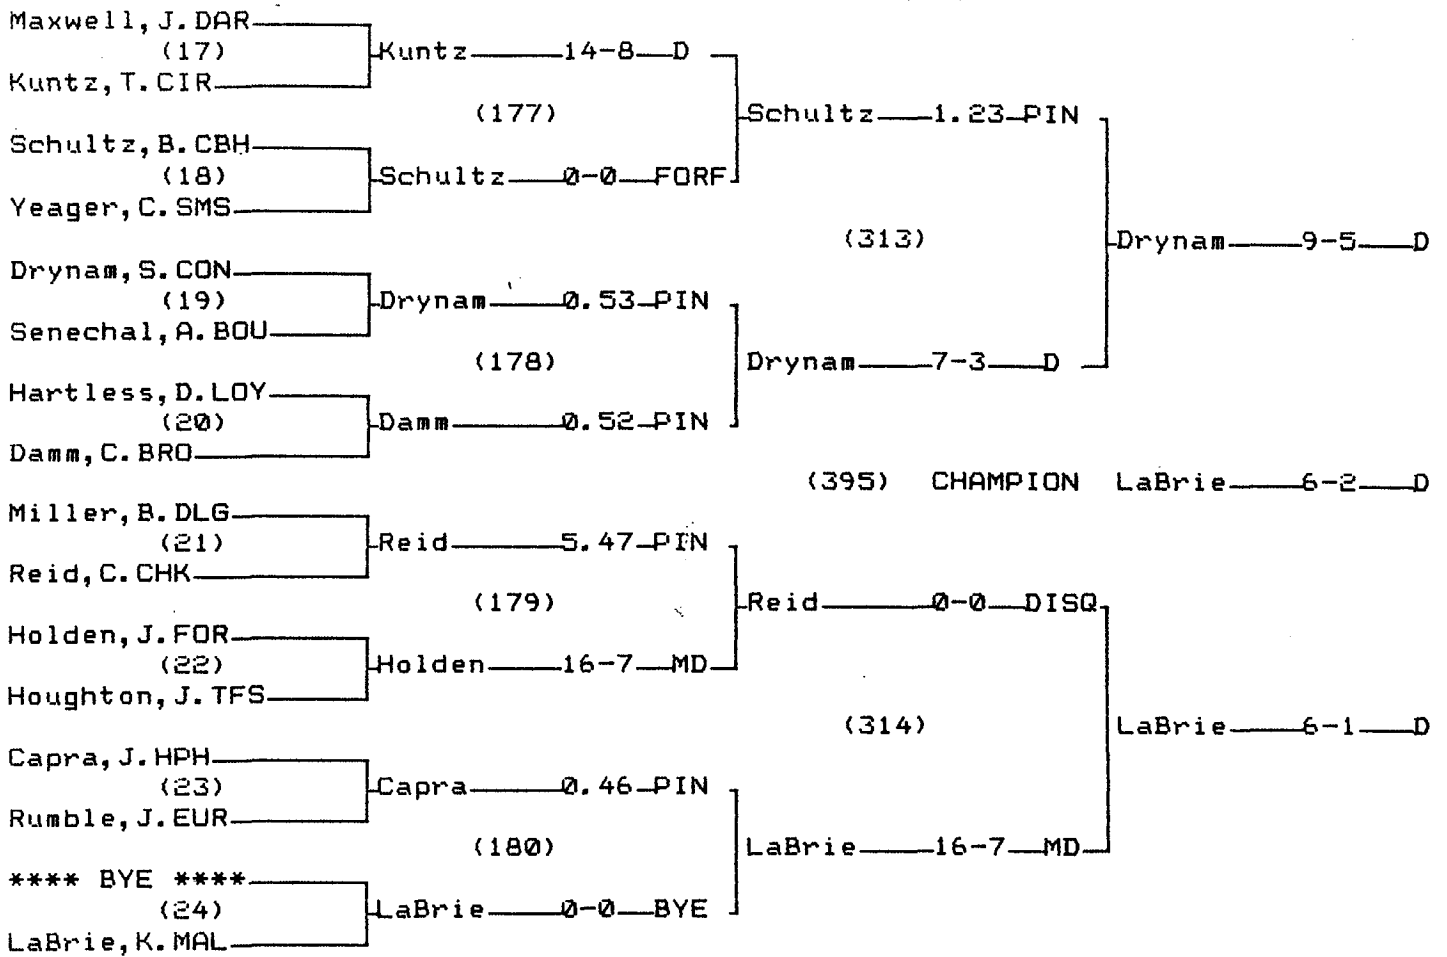 Maxwell, J. DAR
(17) Kuntz 14-8 D
Kuntz, T. CIR
(177) Schultz 1.23 PIN
Schultz, B. CBH
(18) Schultz 0-0 FORF
Yeager, C. SMS
(313) Drynam 9-5 D
Drynam, S. CON
(19) Drynam 0.53 PIN
Senechal, A. BOU
(178) Drynam 7-3 D
Hartless, D. LOY
(20) Damm 0.52 PIN
Damm, C. BRO
(395) CHAMPION LaBrie 6-2 D
Miller, B. DLG
(21) Reid 5.47 PIN
Reid, C. CHK
(179) Reid 0-0 DISQ
Holden, J. FOR
(22) Holden 16-7 MD
Houghton, J. TFS
(314) LaBrie 6-1 D
Capra, J. HPH
(23) Capra 0.46 PIN
Rumble, J. EUR
(180) LaBrie 16-7 MD
**** BYE ****
(24) LaBrie 0-0 BYE
LaBrie, K. MAL